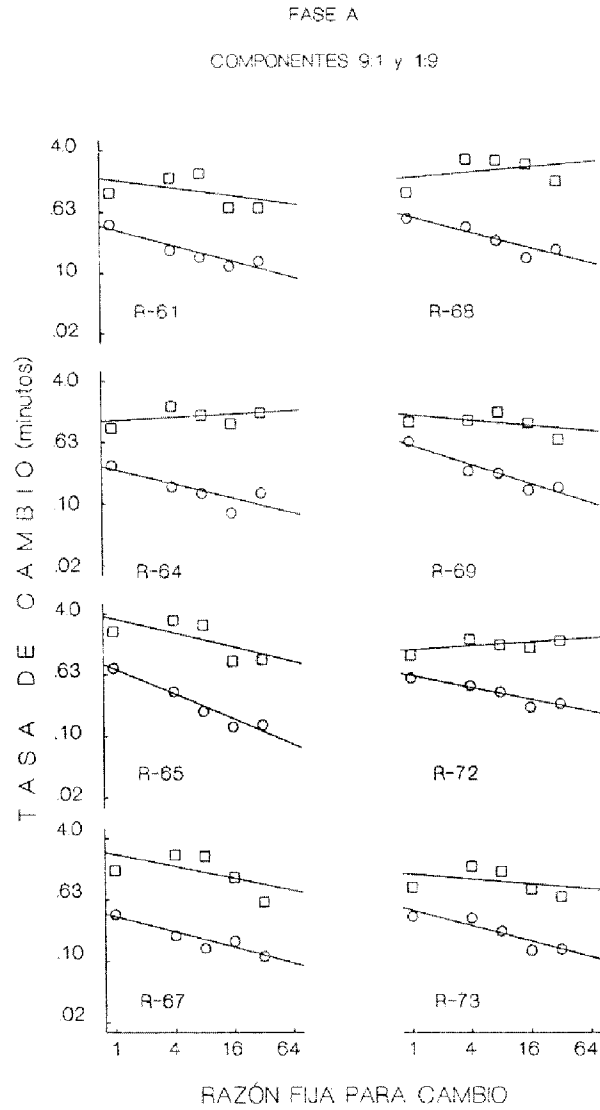 FASE A
COMPONENTES 9:1 y 1:9
TASA DE CAMBIO (minutos)
4.0
.63
.10
.02
R-61
R-68
4.0
.63
.10
.02
R-64
R-69
4.0
.63
.10
.02
R-65
R-72
4.0
.63
.10
.02
R-67
R-73
1 4 16 64
1 4 16 64
RAZÓN FIJA PARA CAMBIO